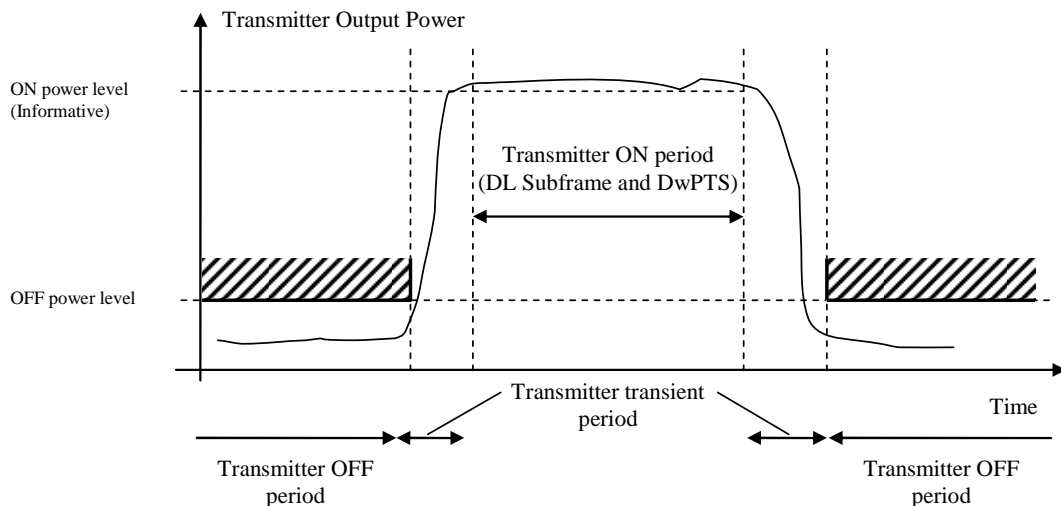 Transmitter Output Power
ON power level
(Informative)
Transmitter ON period
(DL Subframe and DwPTS)
OFF power level
Transmitter transient
period
Time
Transmitter OFF
period
Transmitter OFF
period